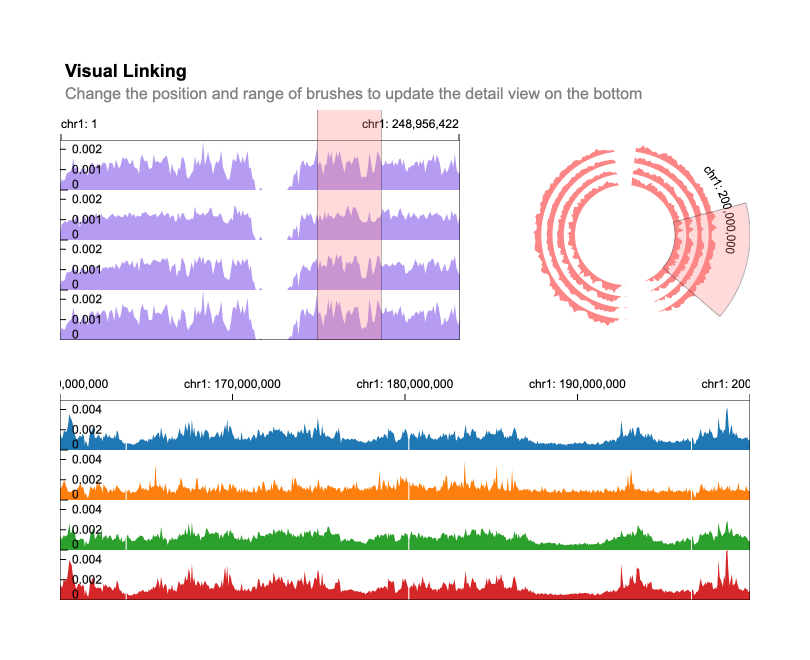 Visual Linking
Change the position and range of brushes to update the detail view on the bottom
chr1: 1
chr1: 248,956,422
0.002
0.001
0
0.002
0.001
0
0.002
0.001
0
0.002
0.001
0
chr1: 200,000,000
,000,000
chr1: 170,000,000
chr1: 180,000,000
chr1: 190,000,000
chr1: 200
0.004
0.002
0
0.004
0.002
0
0.004
0.002
0
0.004
0.002
0